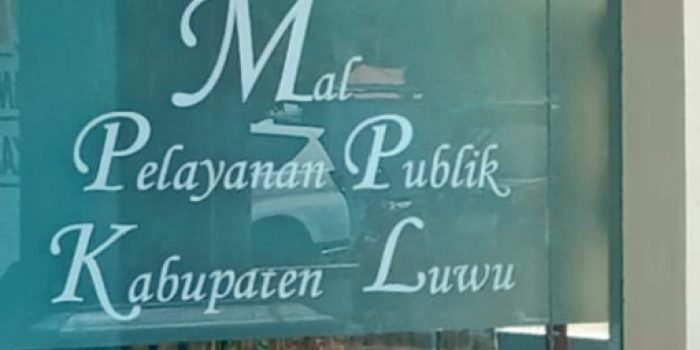 Mal
Pelayanan Publik
Kabupaten Luwu